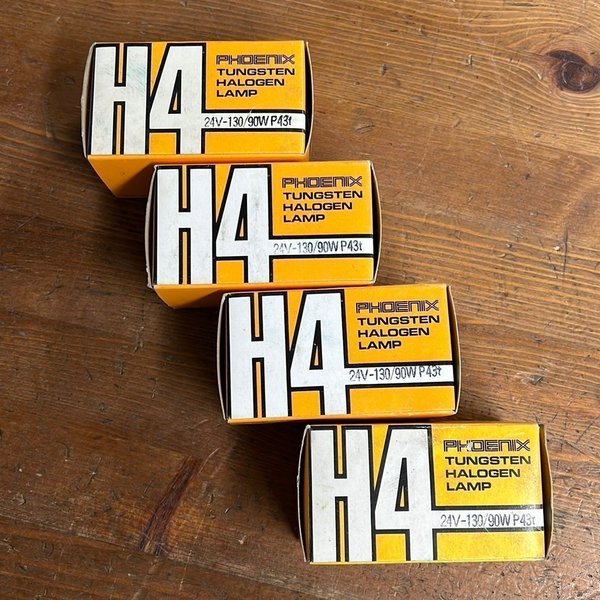 H4
PHOENIX
TUNGSTEN
HALOGEN
LAMP
24V-130/90W P43t
H4
PHOENIX
TUNGSTEN
HALOGEN
LAMP
24V-130/90W P43t
H4
PHOENIX
TUNGSTEN
HALOGEN
LAMP
24V-130/90W P43t
H4
PHOENIX
TUNGSTEN
HALOGEN
LAMP
24V-130/90W P43t